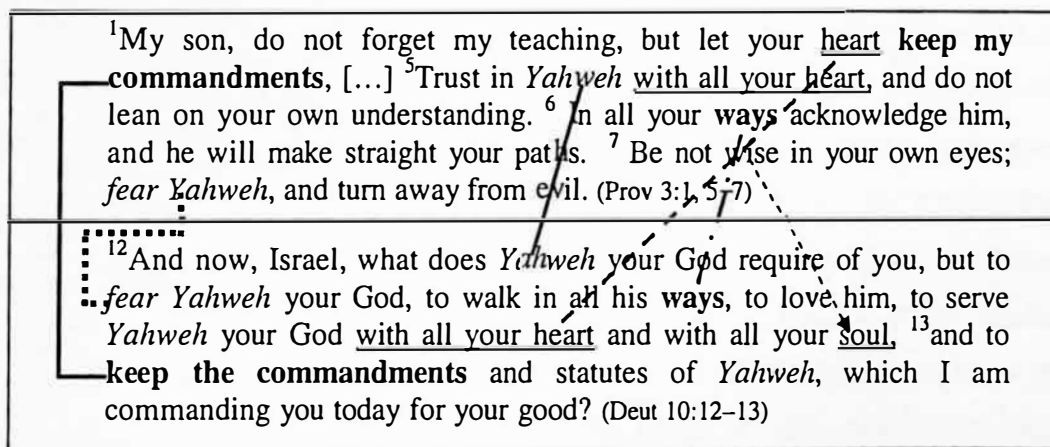 ¹My son, do not forget my teaching, but let your heart keep my
commandments, [...] ⁵Trust in Yahweh with all your heart, and do not
lean on your own understanding. ⁶ In all your ways acknowledge him,
and he will make straight your paths. ⁷ Be not wise in your own eyes;
fear Yahweh, and turn away from evil. (Prov 3:1, 5–7)
¹²And now, Israel, what does Yahweh your God require of you, but to
fear Yahweh your God, to walk in all his ways, to love him, to serve
Yahweh your God with all your heart and with all your soul, ¹³and to
keep the commandments and statutes of Yahweh, which I am
commanding you today for your good? (Deut 10:12–13)